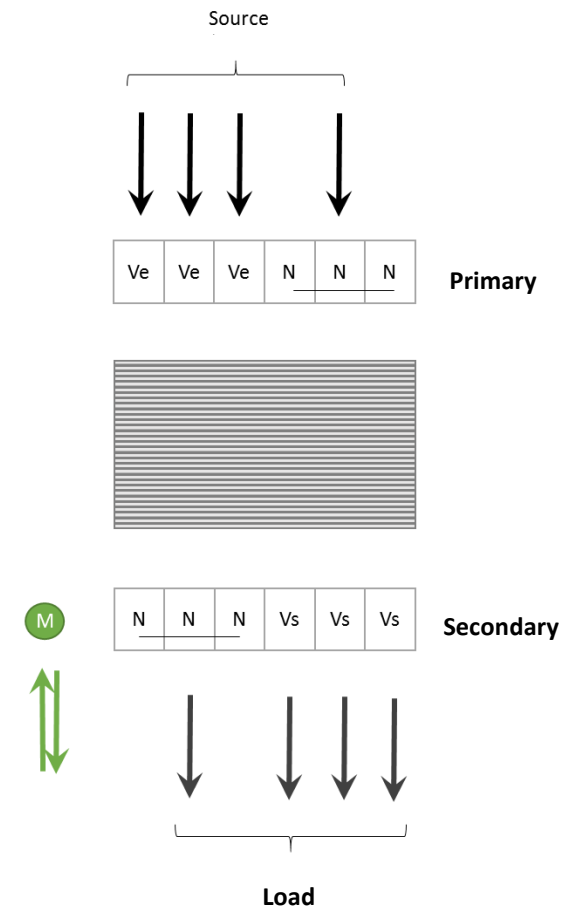 Source
Ve Ve Ve N N N
Primary
M
N N N Vs Vs Vs
Secondary
Load